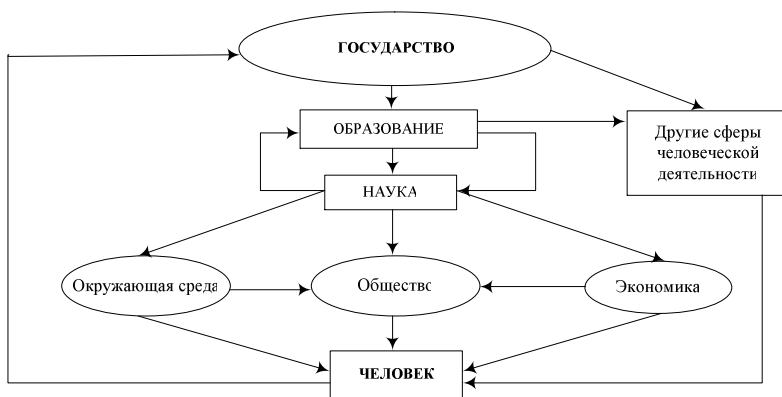 ГОСУДАРСТВО
ОБРАЗОВАНИЕ
Другие сферы
человеческой
деятельности
НАУКА
Окружающая среда
Общество
Экономика
ЧЕЛОВЕК